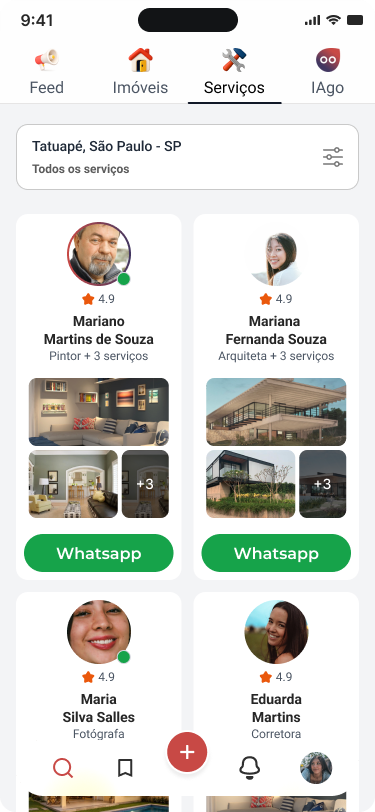 9:41
Feed
Imóveis
Serviços
IAgo
Tatuapé, São Paulo - SP
Todos os serviços
4.9
Mariano
Martins de Souza
Pintor + 3 serviços
+3
Whatsapp
4.9
Mariana
Fernanda Souza
Arquiteta + 3 serviços
+3
Whatsapp
4.9
Maria
Silva Salles
Fotógrafa
4.9
Eduarda
Martins
Corretora